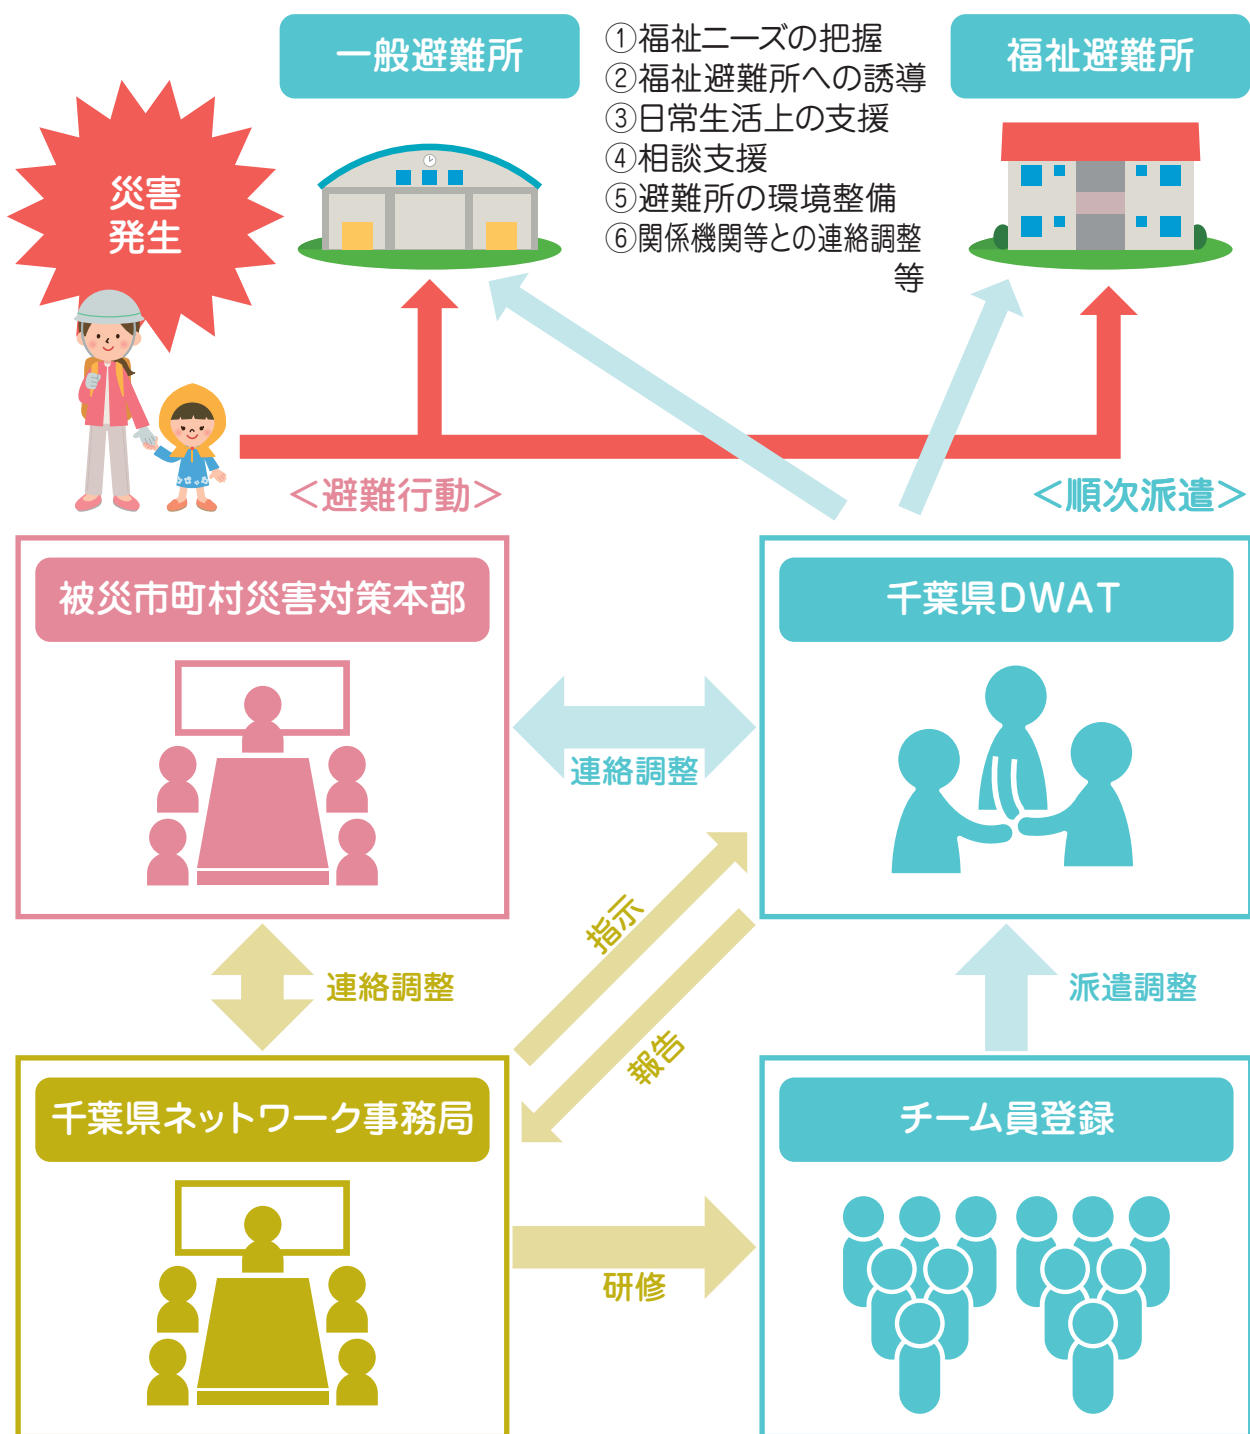 一般避難所
①福祉ニーズの把握
②福祉避難所への誘導
③日常生活上の支援
④相談支援
⑤避難所の環境整備
⑥関係機関等との連絡調整
等
福祉避難所
災害
発生
＜避難行動＞
＜順次派遣＞
被災市町村災害対策本部
千葉県DWAT
連絡調整
指示
報告
連絡調整
派遣調整
千葉県ネットワーク事務局
チーム員登録
研修